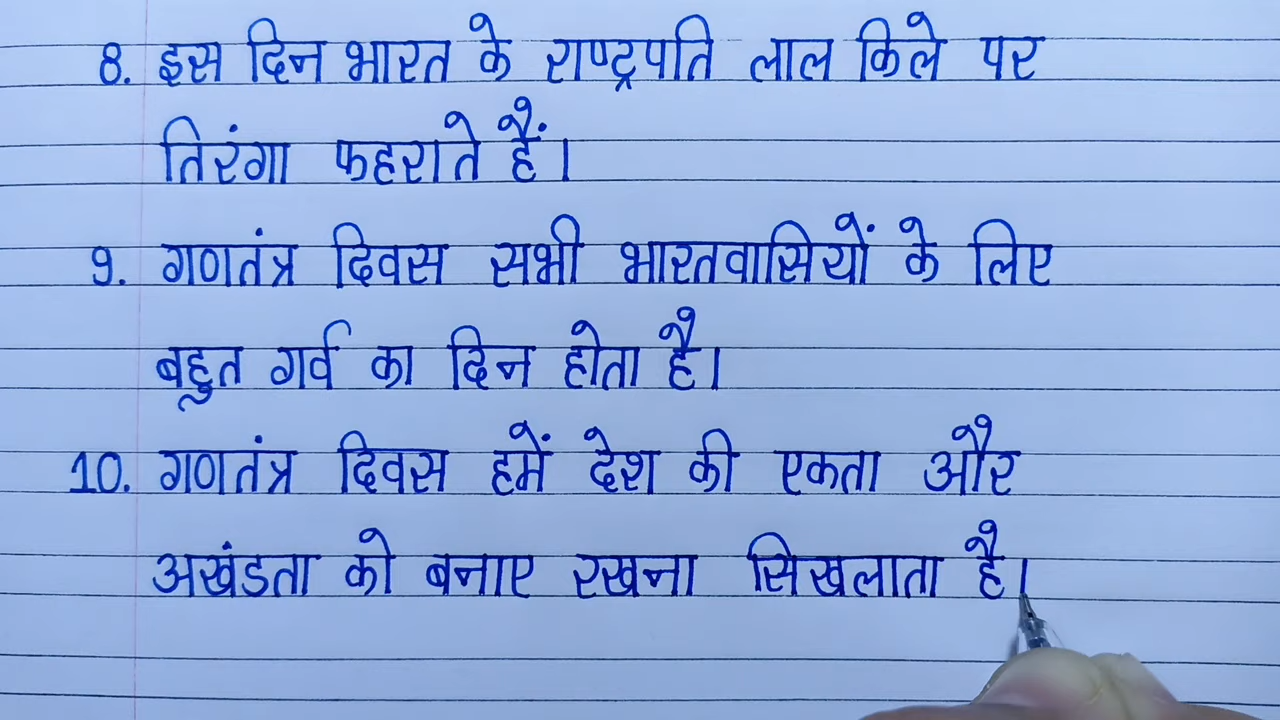 8. इस दिन भारत के राष्ट्रपति लाल किले पर
तिरंगा फहराते हैं।
9. गणतंत्र दिवस सभी भारतवासियों के लिए
बहुत गर्व का दिन होता है।
10. गणतंत्र दिवस हमें देश की एकता और
अखंडता को बनाए रखना सिखलाता है।